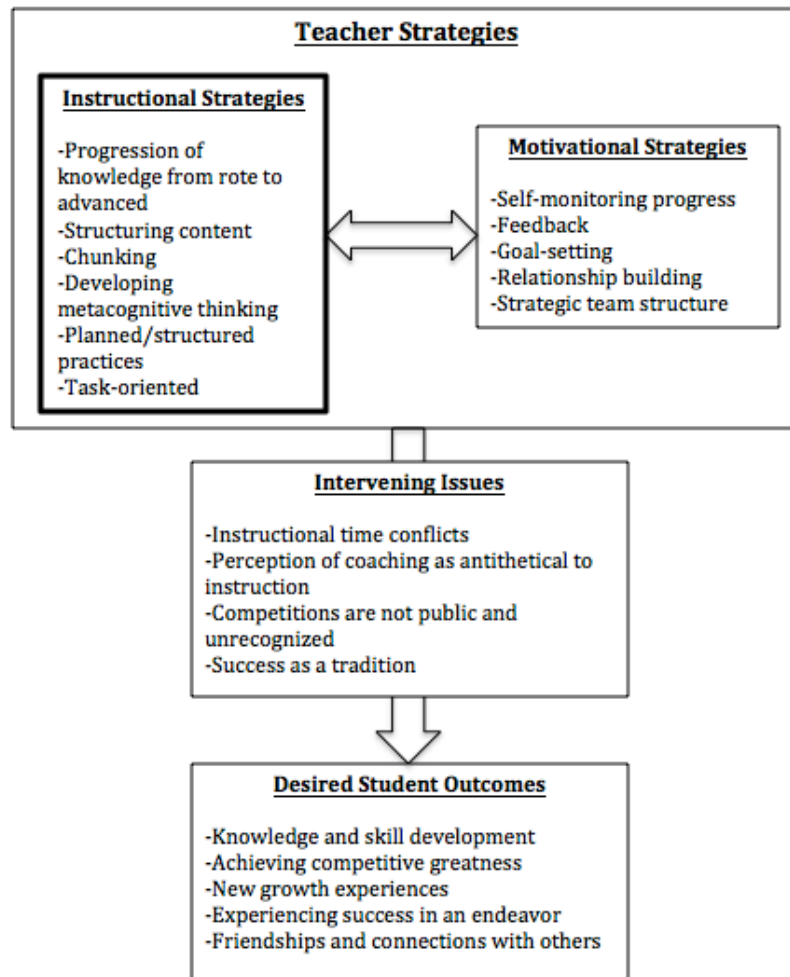 Teacher Strategies
Instructional Strategies
-Progression of
knowledge from rote to
advanced
-Structuring content
-Chunking
-Developing
metacognitive thinking
-Planned/structured
practices
-Task-oriented
Motivational Strategies
-Self-monitoring progress
-Feedback
-Goal-setting
-Relationship building
-Strategic team structure
Intervening Issues
-Instructional time conflicts
-Perception of coaching as antithetical to
instruction
-Competitions are not public and
unrecognized
-Success as a tradition
Desired Student Outcomes
-Knowledge and skill development
-Achieving competitive greatness
-New growth experiences
-Experiencing success in an endeavor
-Friendships and connections with others